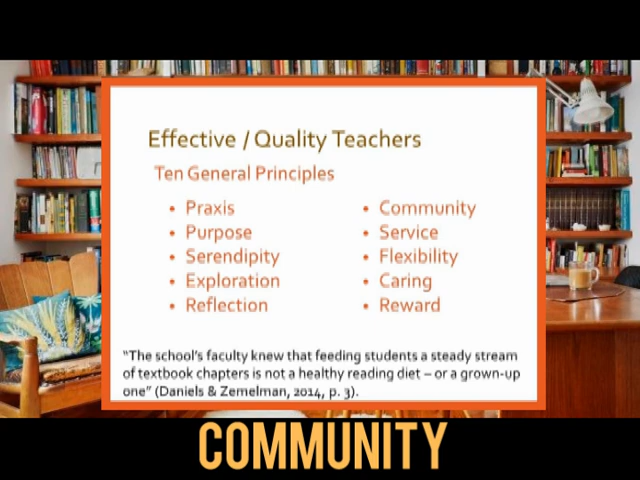 Effective / Quality Teachers
Ten General Principles
• Praxis
• Purpose
• Serendipity
• Exploration
• Reflection
• Community
• Service
• Flexibility
• Caring
• Reward
“The school’s faculty knew that feeding students a steady stream
of textbook chapters is not a healthy reading diet – or a grown-up
one” (Daniels & Zemelman, 2014, p. 3).
COMMUNITY